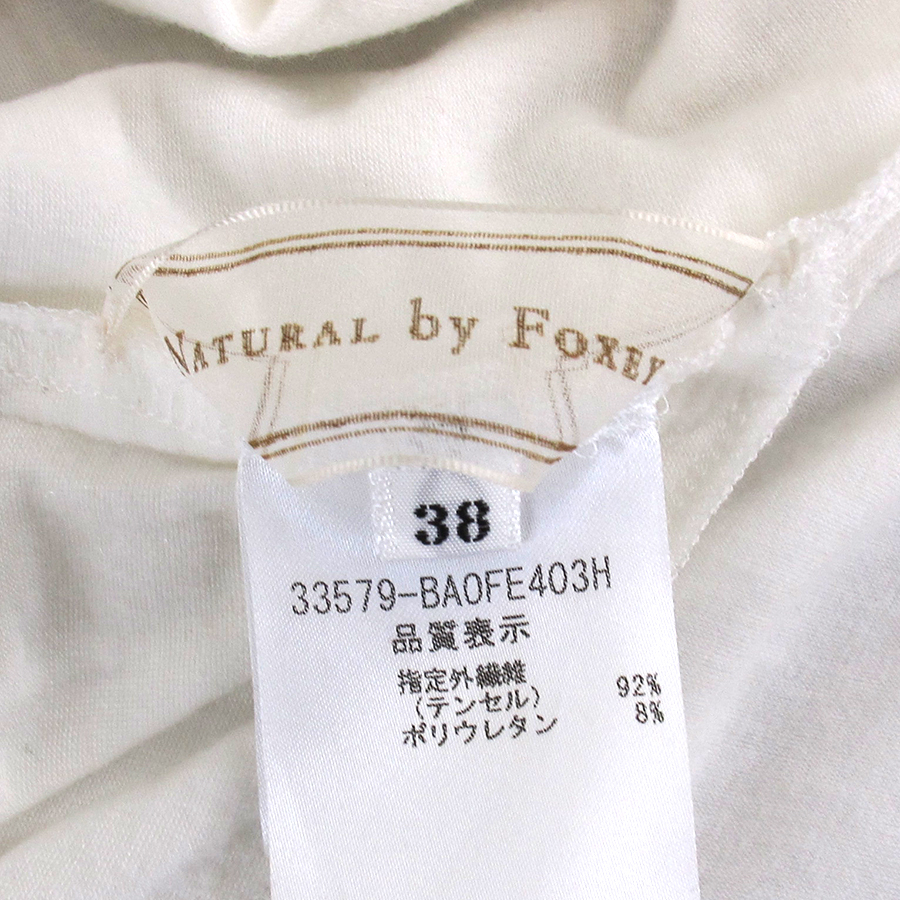 NATURAL by FOXEY
38
33579-BA0FE403H
品質表示
指定外繊維
(テンセル) 92%
ポリウレタン 8%